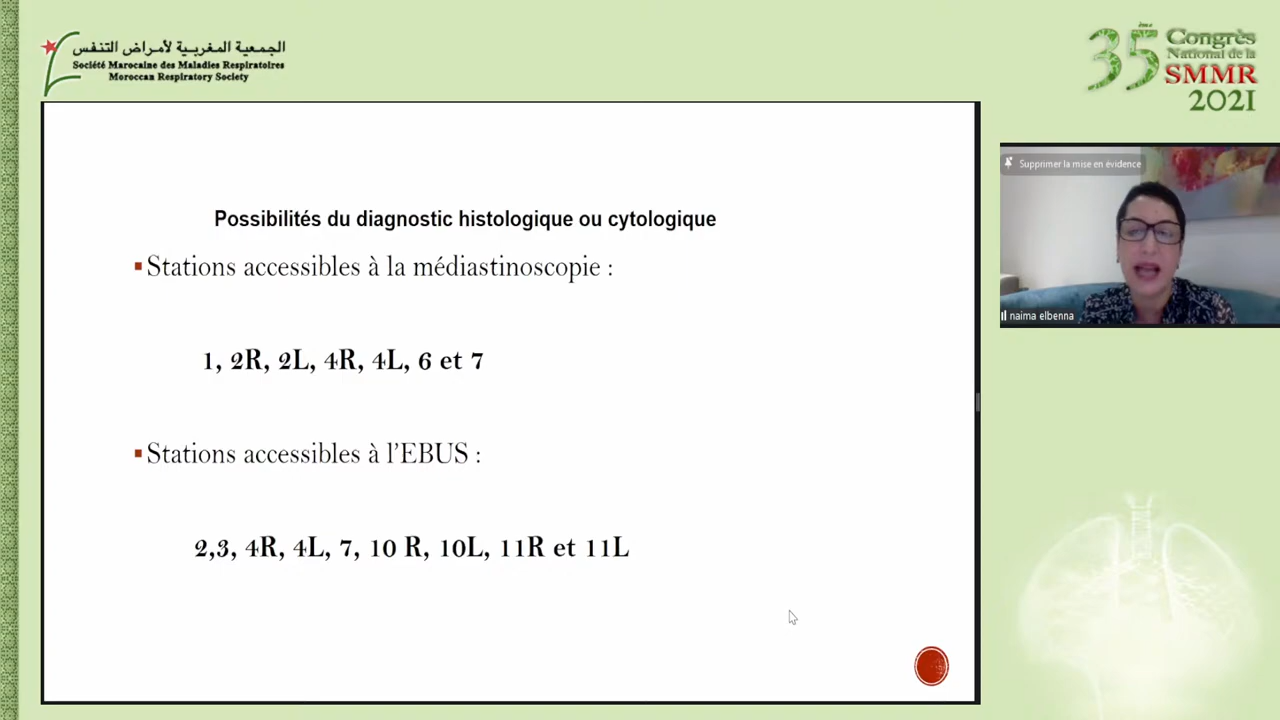 الجمعية المغربية لأمراض التنفس
Société Marocaine des Maladies Respiratoires
Moroccan Respiratory Society
35ème Congrès
National de la
SMMR
2021
Supprimer la mise en évidence
naima elbenna
Possibilités du diagnostic histologique ou cytologique
▪Stations accessibles à la médiastinoscopie :
1, 2R, 2L, 4R, 4L, 6 et 7
▪Stations accessibles à l’EBUS :
2,3, 4R, 4L, 7, 10 R, 10L, 11R et 11L